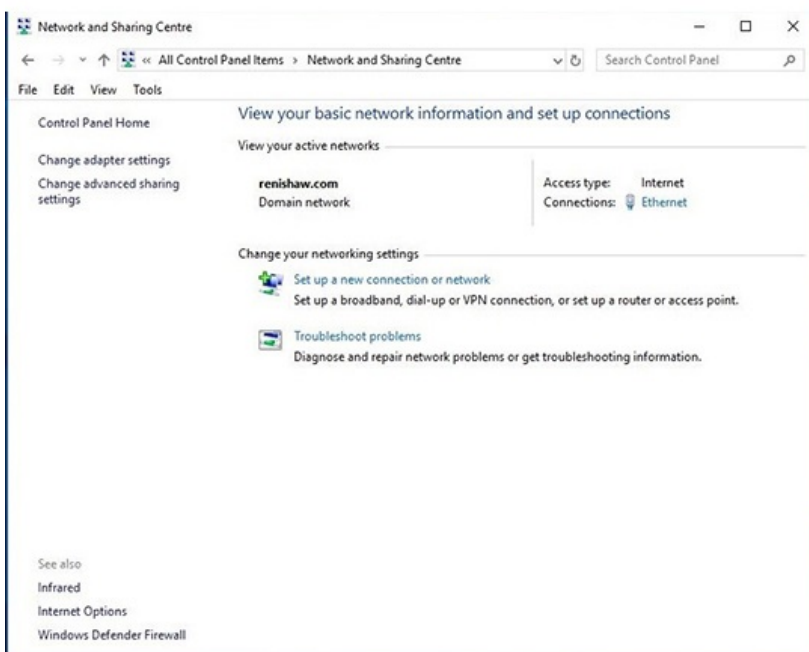 Network and Sharing Centre
« All Control Panel Items › Network and Sharing Centre
Search Control Panel
File Edit View Tools
Control Panel Home
Change adapter settings
Change advanced sharing
settings
View your basic network information and set up connections
View your active networks
renishaw.com
Domain network
Access type: Internet
Connections: Ethernet
Change your networking settings
Set up a new connection or network
Set up a broadband, dial-up or VPN connection, or set up a router or access point.
Troubleshoot problems
Diagnose and repair network problems or get troubleshooting information.
See also
Infrared
Internet Options
Windows Defender Firewall